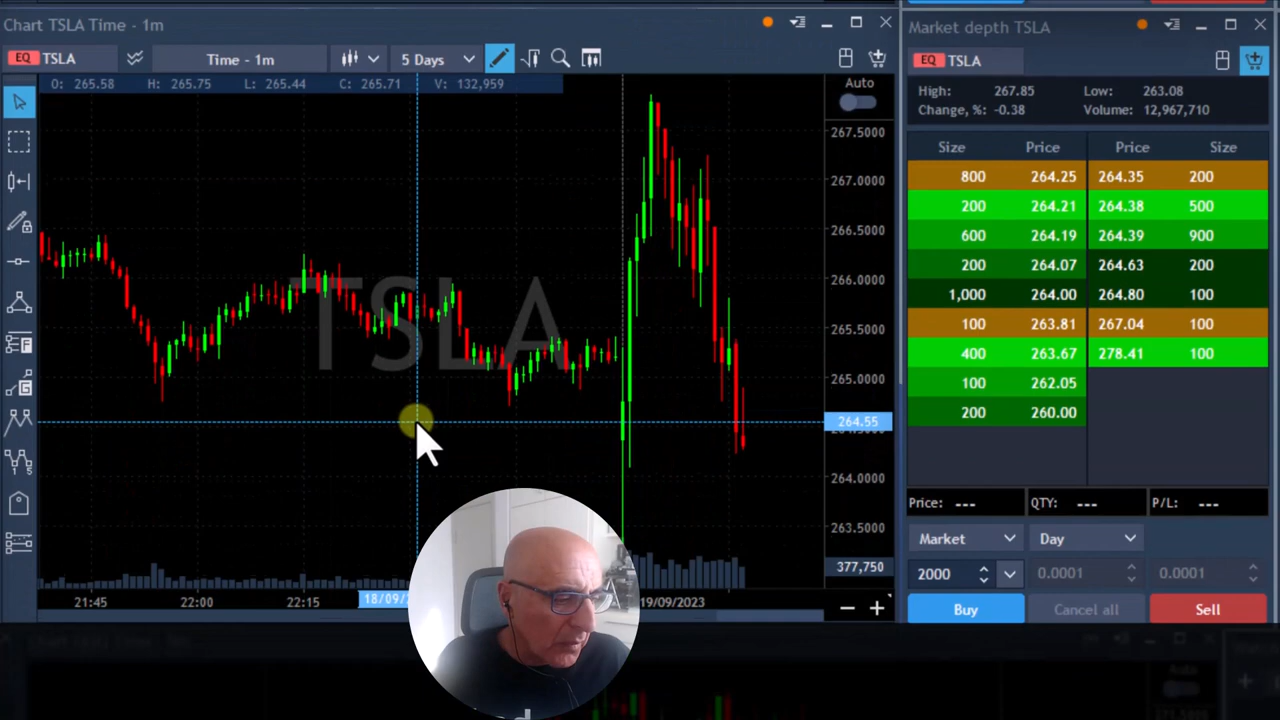 Chart TSLA Time - 1m
EQ TSLA Time - 1m 5 Days
O: 265.58 H: 265.75 L: 265.44 C: 265.71 V: 132,959
Auto
TSLA
267.5000
267.0000
266.5000
266.0000
265.5000
265.0000
264.55
264.0000
263.5000
377,750
21:45 22:00 22:15 18/09/ 19/09/2023
Market depth TSLA
EQ TSLA
High: 267.85 Low: 263.08
Change, %: -0.38 Volume: 12,967,710
Size Price Price Size
800 264.25 264.35 200
200 264.21 264.38 500
600 264.19 264.39 900
200 264.07 264.63 200
1,000 264.00 264.80 100
100 263.81 267.04 100
400 263.67 278.41 100
100 262.05
200 260.00
Price: --- QTY: --- P/L: ---
Market Day
2000 0.0001 0.0001
Buy Cancel all Sell
Auto